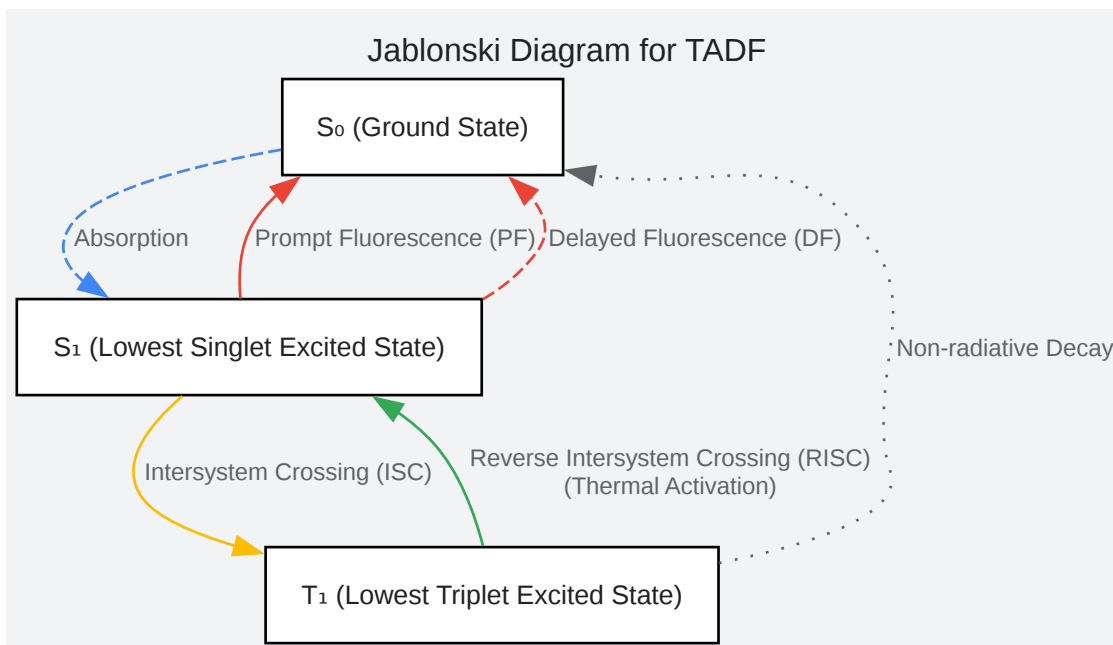 Jablonski Diagram for TADF
S₀ (Ground State)
Absorption
Prompt Fluorescence (PF)
Delayed Fluorescence (DF)
S₁ (Lowest Singlet Excited State)
Non-radiative Decay
Intersystem Crossing (ISC)
Reverse Intersystem Crossing (RISC)
(Thermal Activation)
T₁ (Lowest Triplet Excited State)